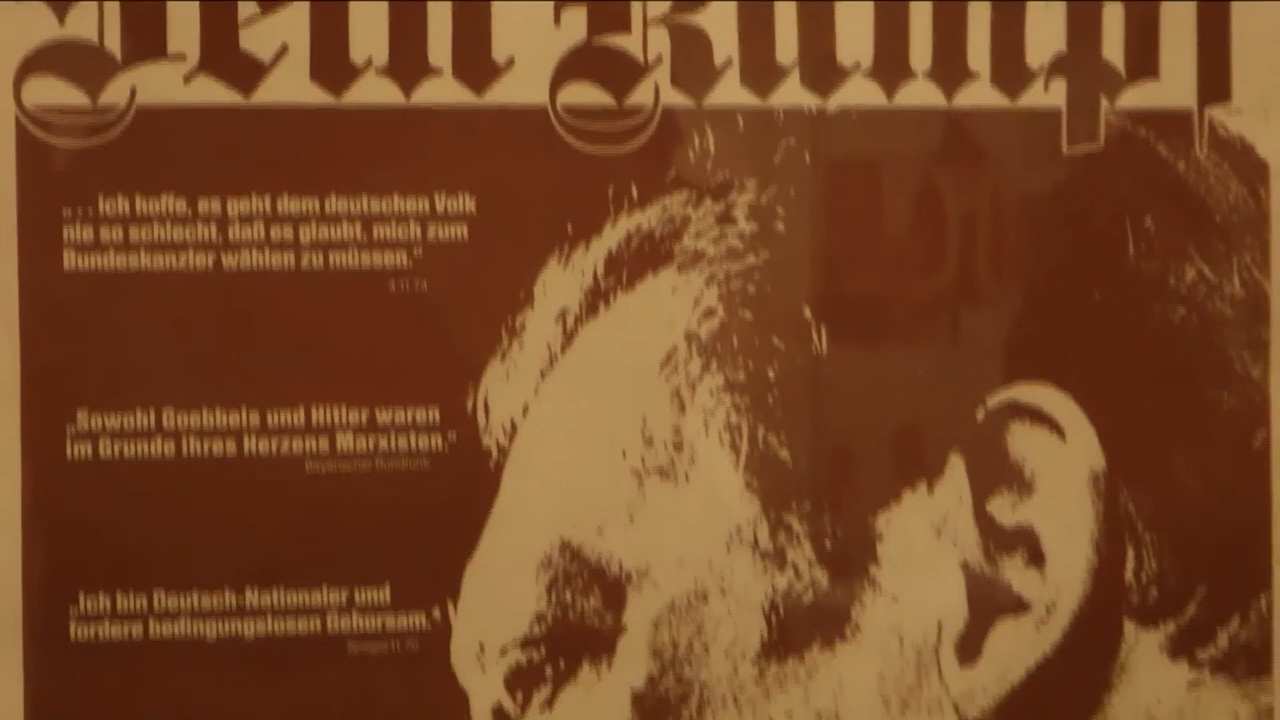 Sein Kampf
„. . . Ich hoffe, es geht dem deutschen Volk
nie so schlecht, daß es glaubt, mich zum
Bundeskanzler wählen zu müssen.“
„Sowohl Goebbels und Hitler waren
im Grunde ihres Herzens Marxisten.“
Bayerischer Rundfunk
„Ich bin Deutsch-Nationaler und
fordere bedingungslosen Gehorsam.“